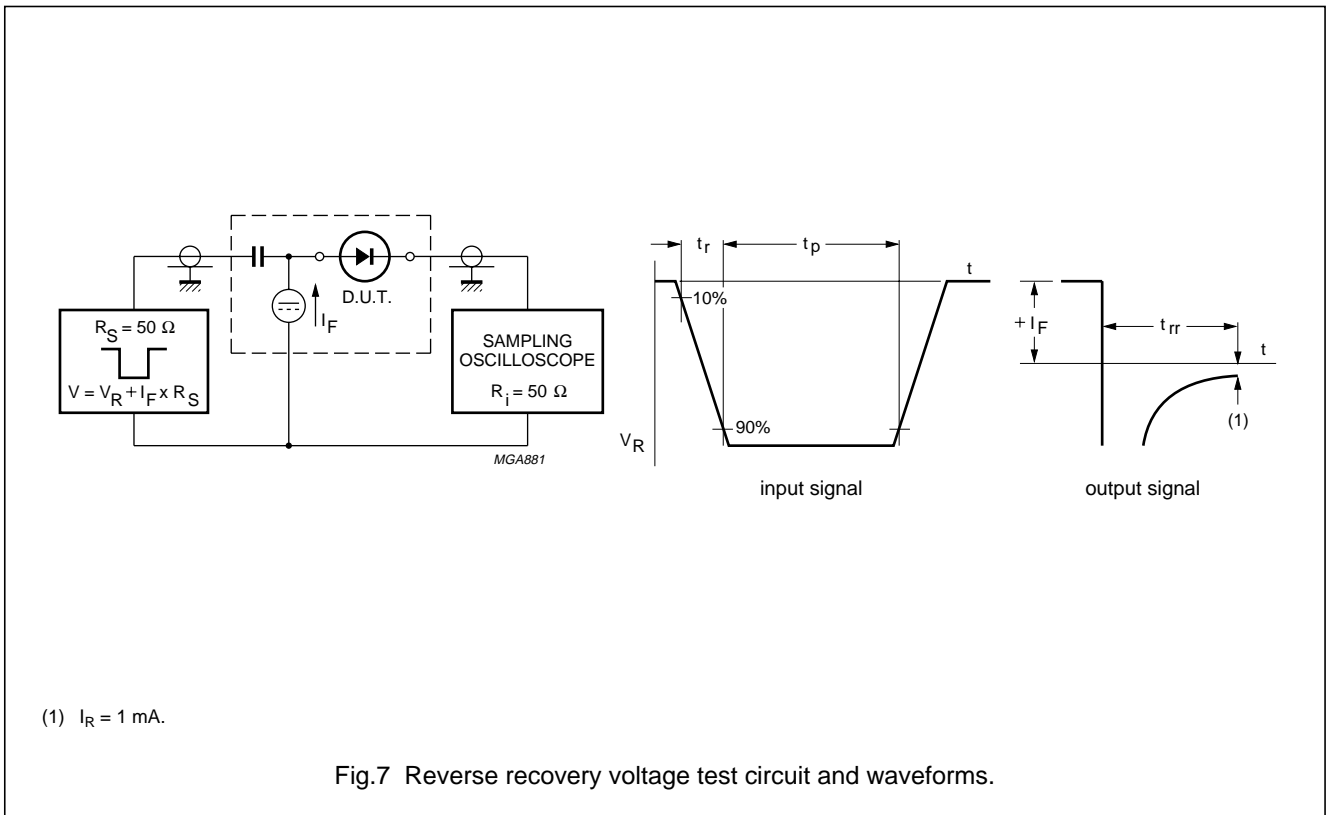 D.U.T.
I_F
R_S = 50 Ω
V = V_R + I_F x R_S
SAMPLING
OSCILLOSCOPE
R_i = 50 Ω
MGA881
t_r
t_p
t
10%
90%
V_R
input signal
+ I_F
t_rr
t
(1)
output signal
(1) I_R = 1 mA.
Fig.7 Reverse recovery voltage test circuit and waveforms.